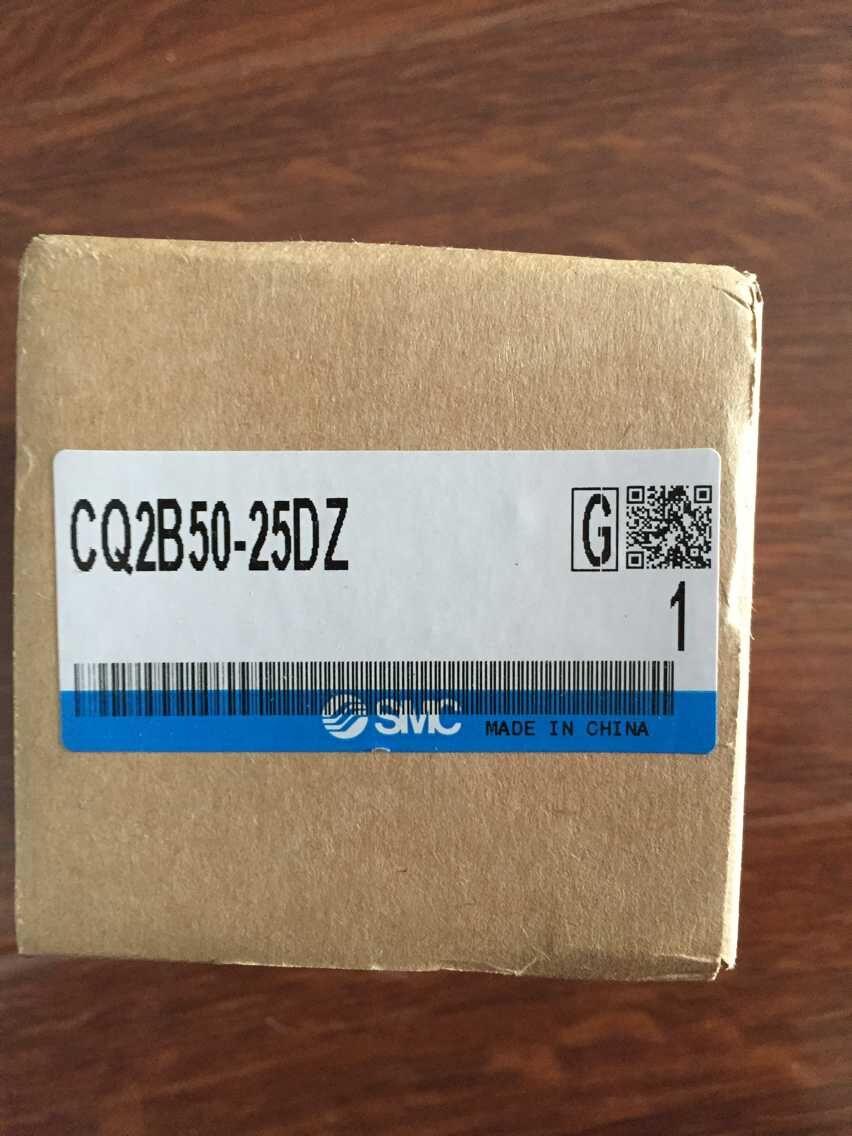 CQ2B50-25DZ G
1
SMC MADE IN CHINA